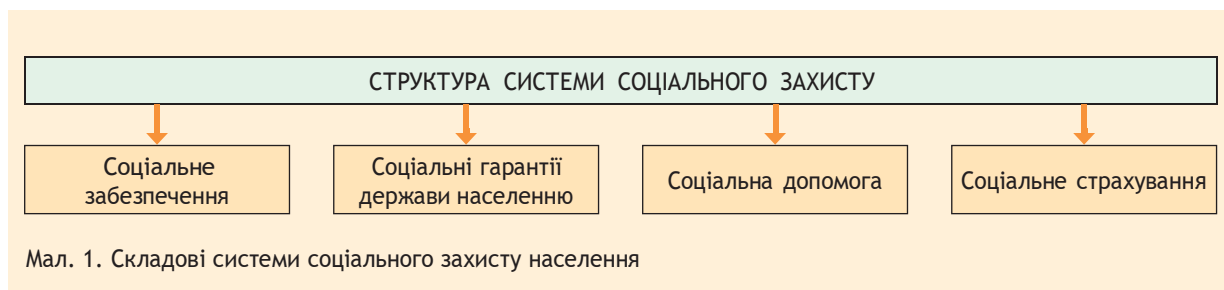 СТРУКТУРА СИСТЕМИ СОЦІАЛЬНОГО ЗАХИСТУ
Соціальне
забезпечення
Соціальні гарантії
держави населенню
Соціальна допомога
Соціальне страхування
Мал. 1. Складові системи соціального захисту населення